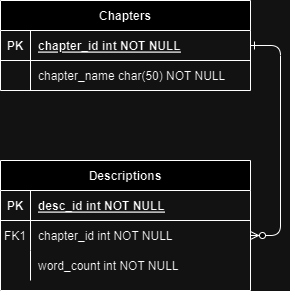 Chapters
PK chapter_id int NOT NULL
chapter_name char(50) NOT NULL
Descriptions
PK desc_id int NOT NULL
FK1 chapter_id int NOT NULL
word_count int NOT NULL